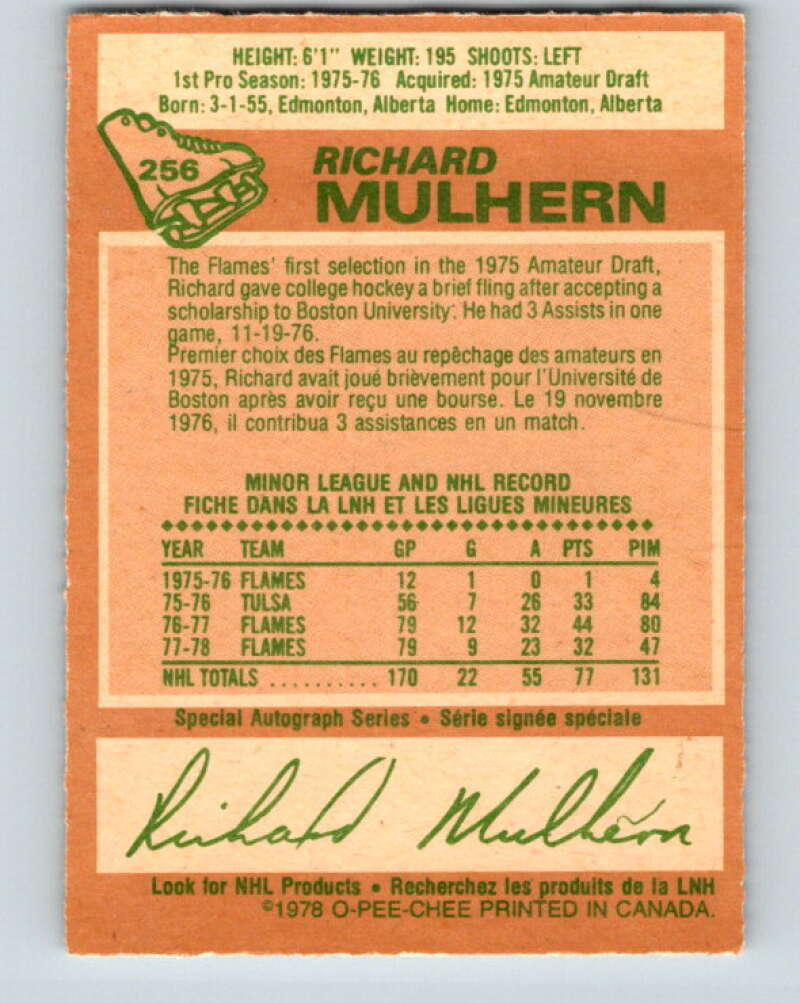 HEIGHT: 6'1" WEIGHT: 195 SHOOTS: LEFT
1st Pro Season: 1975-76 Acquired: 1975 Amateur Draft
Born: 3-1-55, Edmonton, Alberta Home: Edmonton, Alberta
256
RICHARD
MULHERN
The Flames' first selection in the 1975 Amateur Draft,
Richard gave college hockey a brief fling after accepting a
scholarship to Boston University. He had 3 Assists in one
game, 11-19-76.
Premier choix des Flames au repêchage des amateurs en
1975, Richard avait joué brièvement pour l'Université de
Boston après avoir reçu une bourse. Le 19 novembre
1976, il contribua 3 assistances en un match.
MINOR LEAGUE AND NHL RECORD
FICHE DANS LA LNH ET LES LIGUES MINEURES
YEAR TEAM GP G A PTS PIM
1975-76 FLAMES 12 1 0 1 4
75-76 TULSA 56 7 26 33 84
76-77 FLAMES 79 12 32 44 80
77-78 FLAMES 79 9 23 32 47
NHL TOTALS .......... 170 22 55 77 131
Special Autograph Series • Série signée spéciale
Richard Mulhern
Look for NHL Products • Recherchez les produits de la LNH
©1978 O-PEE-CHEE PRINTED IN CANADA.